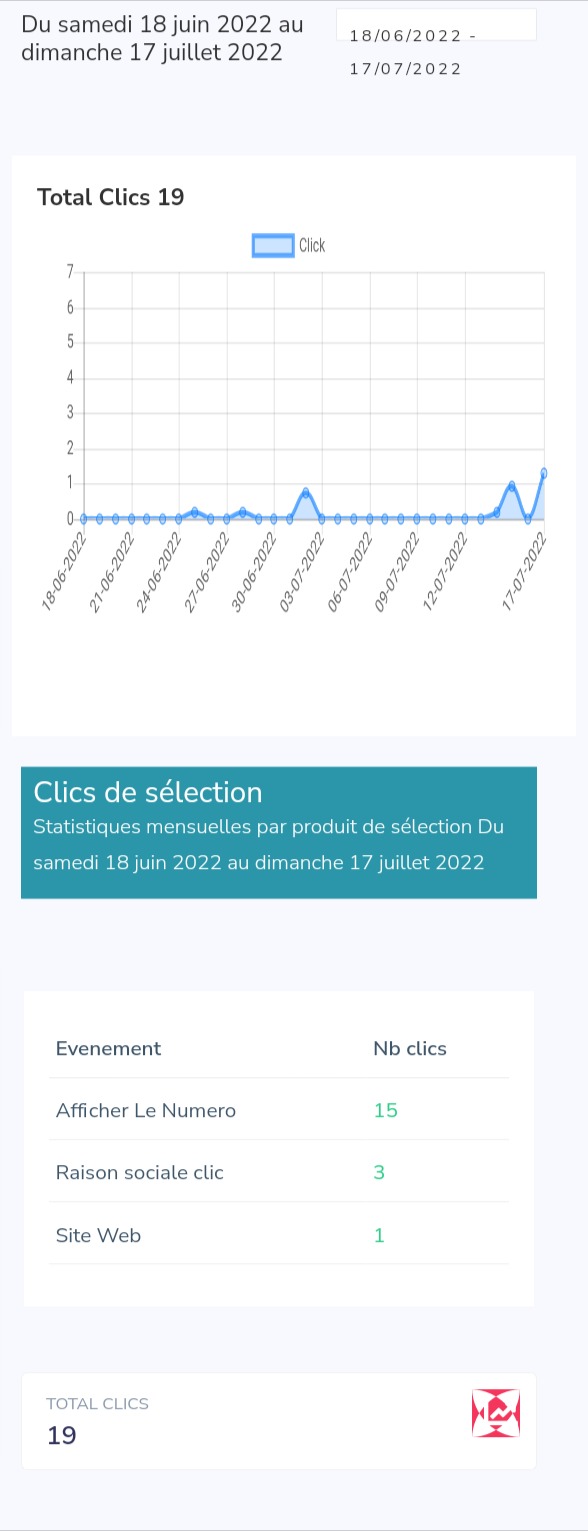 Du samedi 18 juin 2022 au
dimanche 17 juillet 2022
18/06/2022 -
17/07/2022
Total Clics 19
Click
7
6
5
4
3
2
1
0
18-06-2022
21-06-2022
24-06-2022
27-06-2022
30-06-2022
03-07-2022
06-07-2022
09-07-2022
12-07-2022
17-07-2022
Clics de sélection
Statistiques mensuelles par produit de sélection Du
samedi 18 juin 2022 au dimanche 17 juillet 2022
Evenement Nb clics
Afficher Le Numero 15
Raison sociale clic 3
Site Web 1
TOTAL CLICS
19